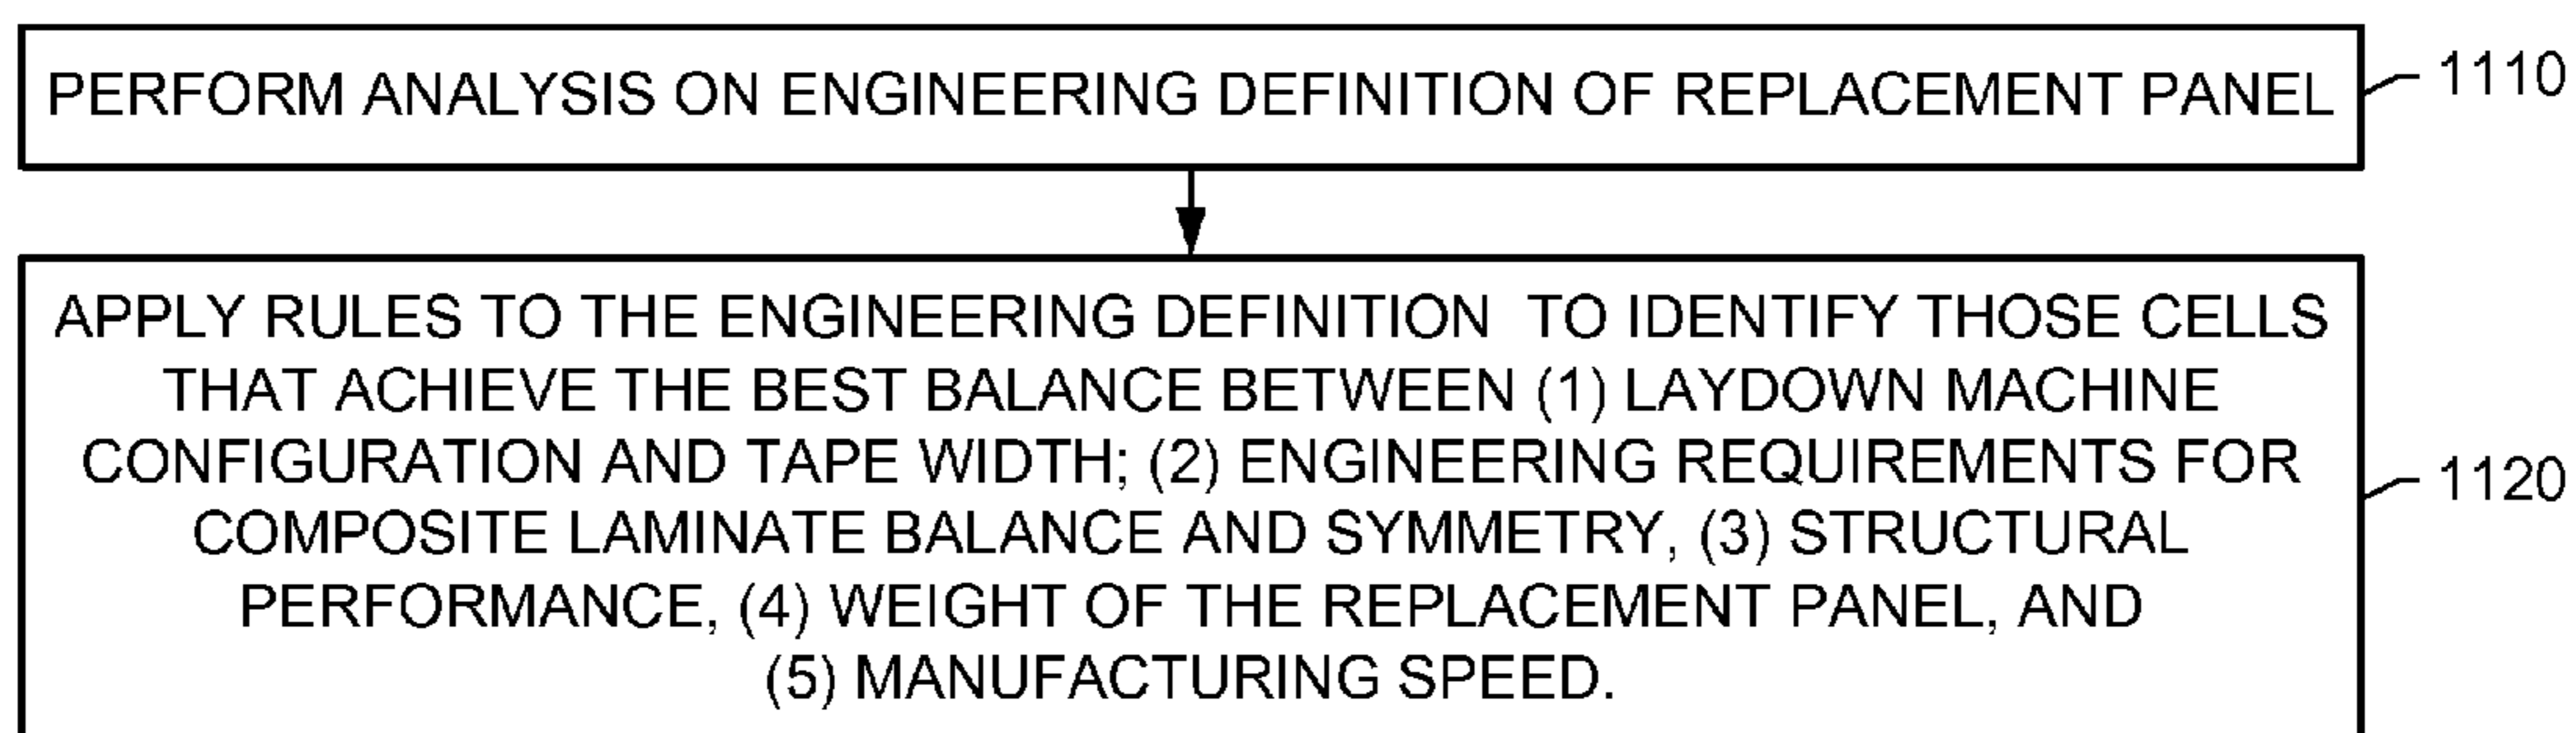 PERFORM ANALYSIS ON ENGINEERING DEFINITION OF REPLACEMENT PANEL
1110
APPLY RULES TO THE ENGINEERING DEFINITION TO IDENTIFY THOSE CELLS
THAT ACHIEVE THE BEST BALANCE BETWEEN (1) LAYDOWN MACHINE
CONFIGURATION AND TAPE WIDTH; (2) ENGINEERING REQUIREMENTS FOR
1120
COMPOSITE LAMINATE BALANCE AND SYMMETRY, (3) STRUCTURAL
PERFORMANCE, (4) WEIGHT OF THE REPLACEMENT PANEL, AND
(5) MANUFACTURING SPEED.